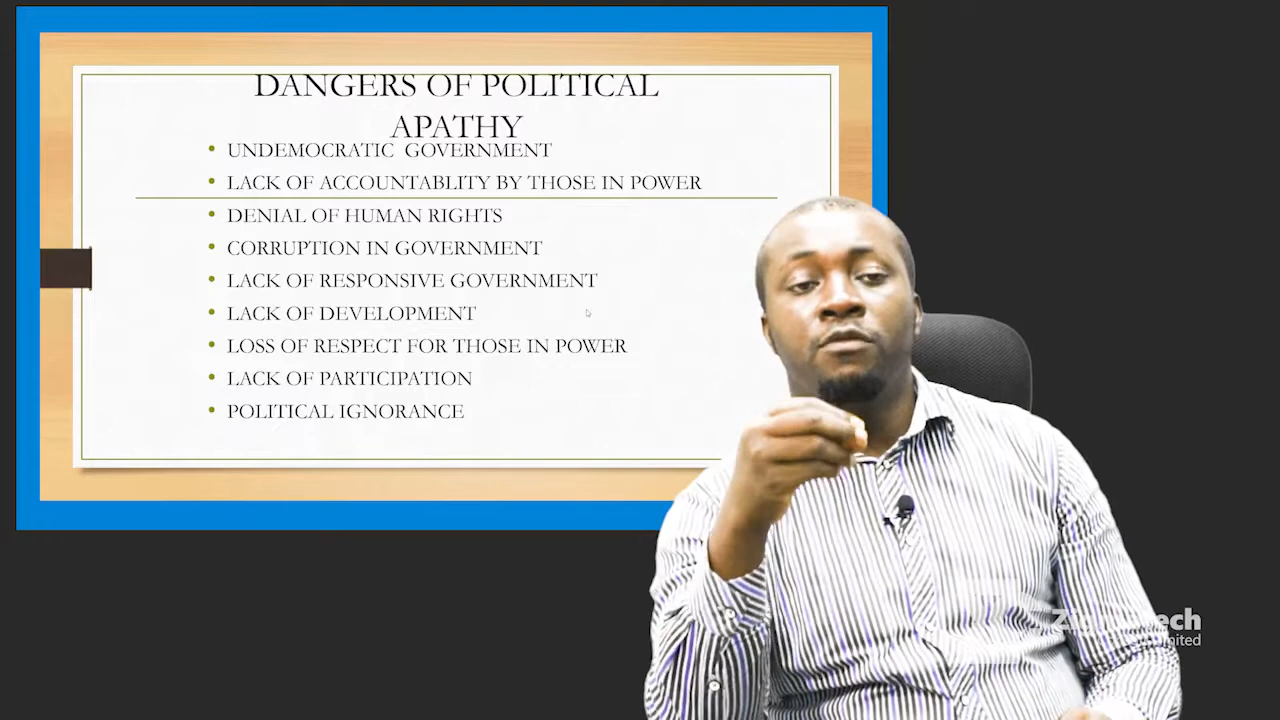 DANGERS OF POLITICAL
APATHY
• UNDEMOCRATIC GOVERNMENT
• LACK OF ACCOUNTABLITY BY THOSE IN POWER
• DENIAL OF HUMAN RIGHTS
• CORRUPTION IN GOVERNMENT
• LACK OF RESPONSIVE GOVERNMENT
• LACK OF DEVELOPMENT
• LOSS OF RESPECT FOR THOSE IN POWER
• LACK OF PARTICIPATION
• POLITICAL IGNORANCE